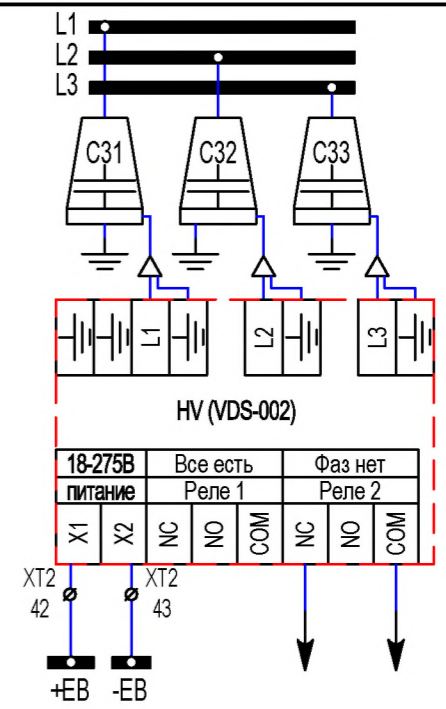 L1
L2
L3
C31 C32 C33
L1 L2 L3
HV (VDS-002)
18-275В Все есть Фаз нет
питание Реле 1 Реле 2
X1 X2 NC NO COM NC NO COM
XT2 XT2
42 43
+EB -EB